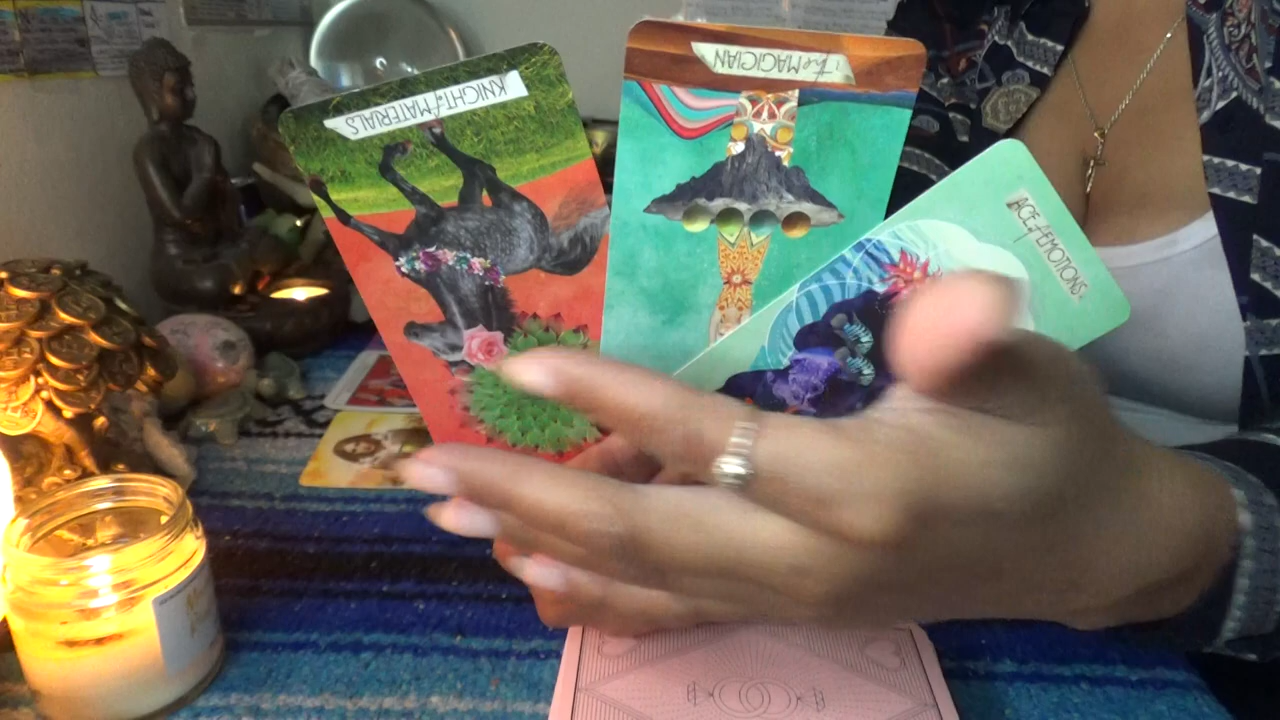 KNIGHT of MATERIALS
the MAGICIAN
ACE of EMOTIONS